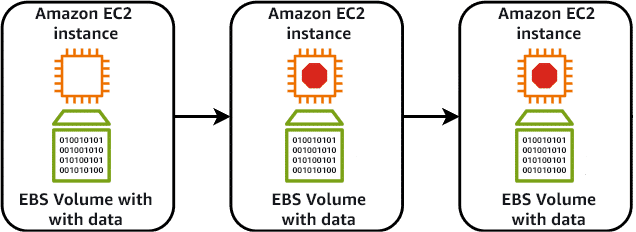 Amazon EC2
instance
010010101
001001010
010100101
001010100
EBS Volume with
with data
Amazon EC2
instance
010010101
001001010
010100101
001010100
EBS Volume
with data
Amazon EC2
instance
010010101
001001010
010100101
001010100
EBS Volume
with data